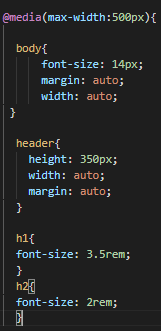 @media(max-width:500px){
body{
font-size: 14px;
margin: auto;
width: auto;
}
header{
height: 350px;
width: auto;
margin: auto;
}
h1{
font-size: 3.5rem;
}
h2{
font-size: 2rem;
}